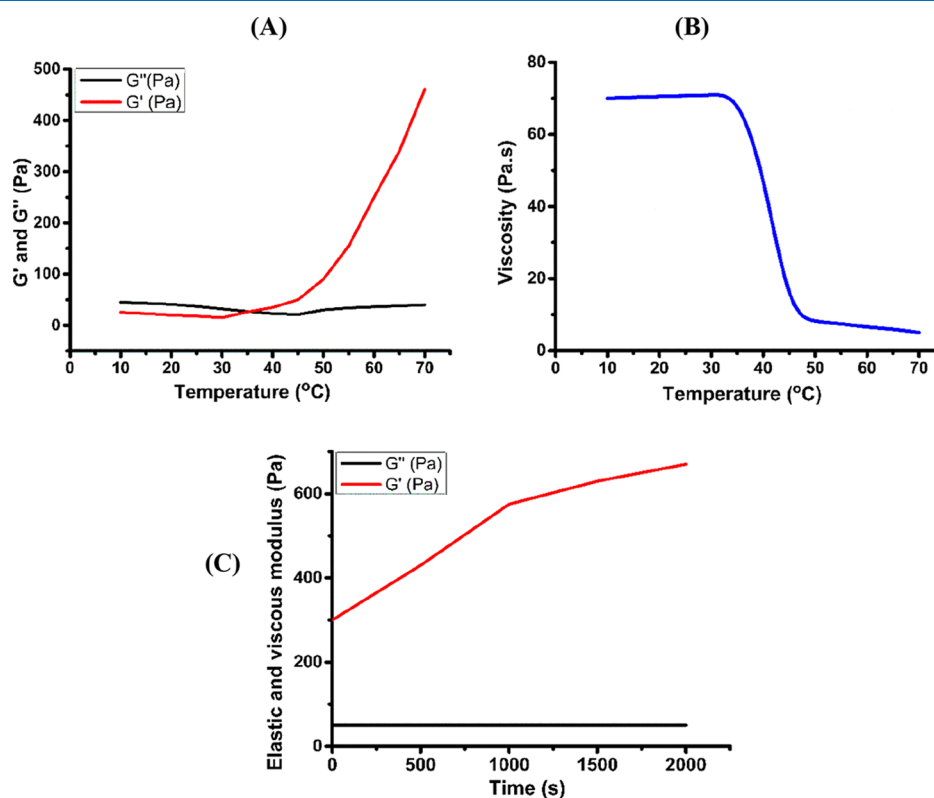 (A)
G' and G'' (Pa)
500
400
300
200
100
0
G''(Pa)
G' (Pa)
0 10 20 30 40 50 60 70
Temperature (°C)
(B)
Viscosity (Pa.s)
80
60
40
20
0
0 10 20 30 40 50 60 70
Temperature (°C)
(C)
Elastic and viscous modulus (Pa)
600
400
200
0
G'' (Pa)
G' (Pa)
0 500 1000 1500 2000
Time (s)